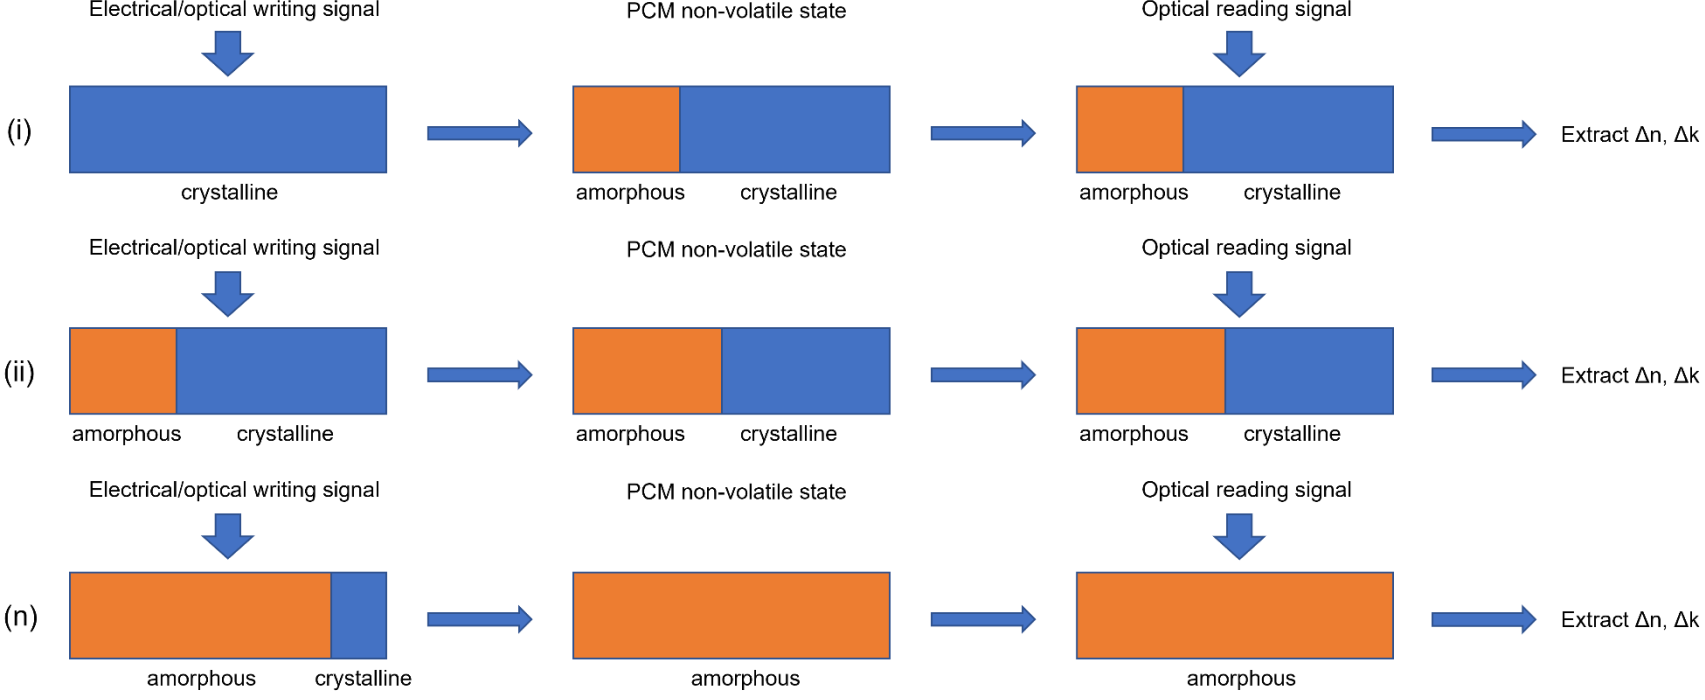 Electrical/optical writing signal
PCM non-volatile state
Optical reading signal
(i)
Extract Δn, Δk
crystalline
amorphous
crystalline
amorphous
crystalline
Electrical/optical writing signal
PCM non-volatile state
Optical reading signal
(ii)
Extract Δn, Δk
amorphous
crystalline
amorphous
crystalline
amorphous
crystalline
Electrical/optical writing signal
PCM non-volatile state
Optical reading signal
(n)
Extract Δn, Δk
amorphous
crystalline
amorphous
amorphous